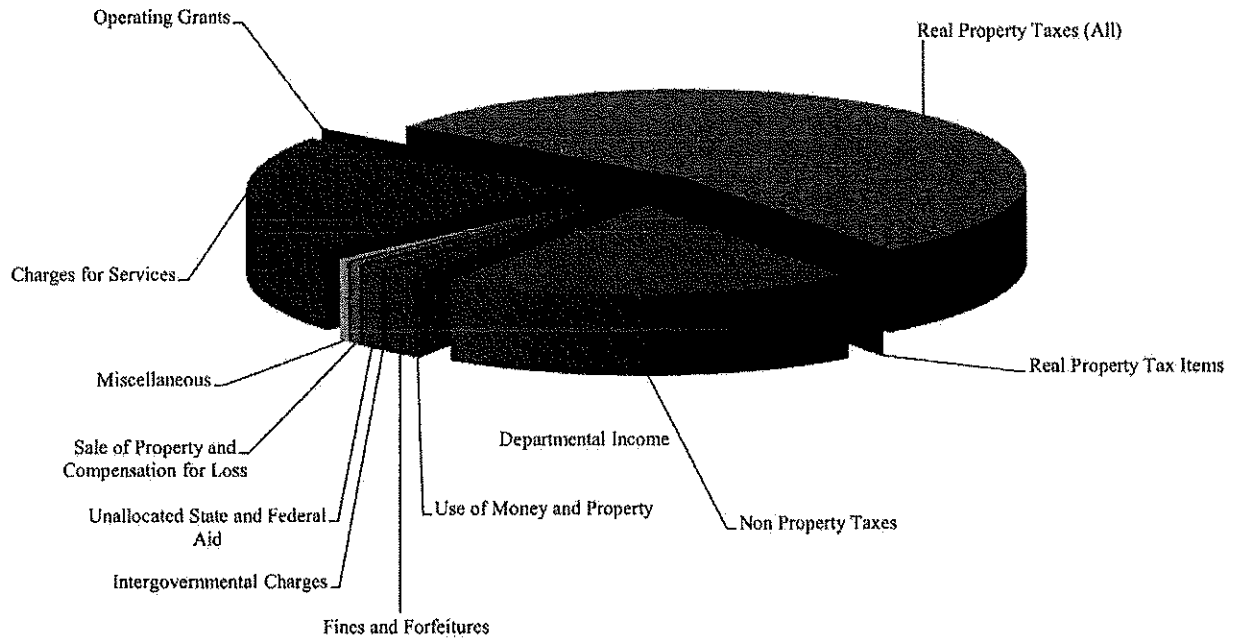 Operating Grants
Real Property Taxes (All)
Charges for Services
Real Property Tax Items
Miscellaneous
Departmental Income
Sale of Property and
Compensation for Loss
Use of Money and Property
Unallocated State and Federal
Aid
Non Property Taxes
Intergovernmental Charges
Fines and Forfeitures